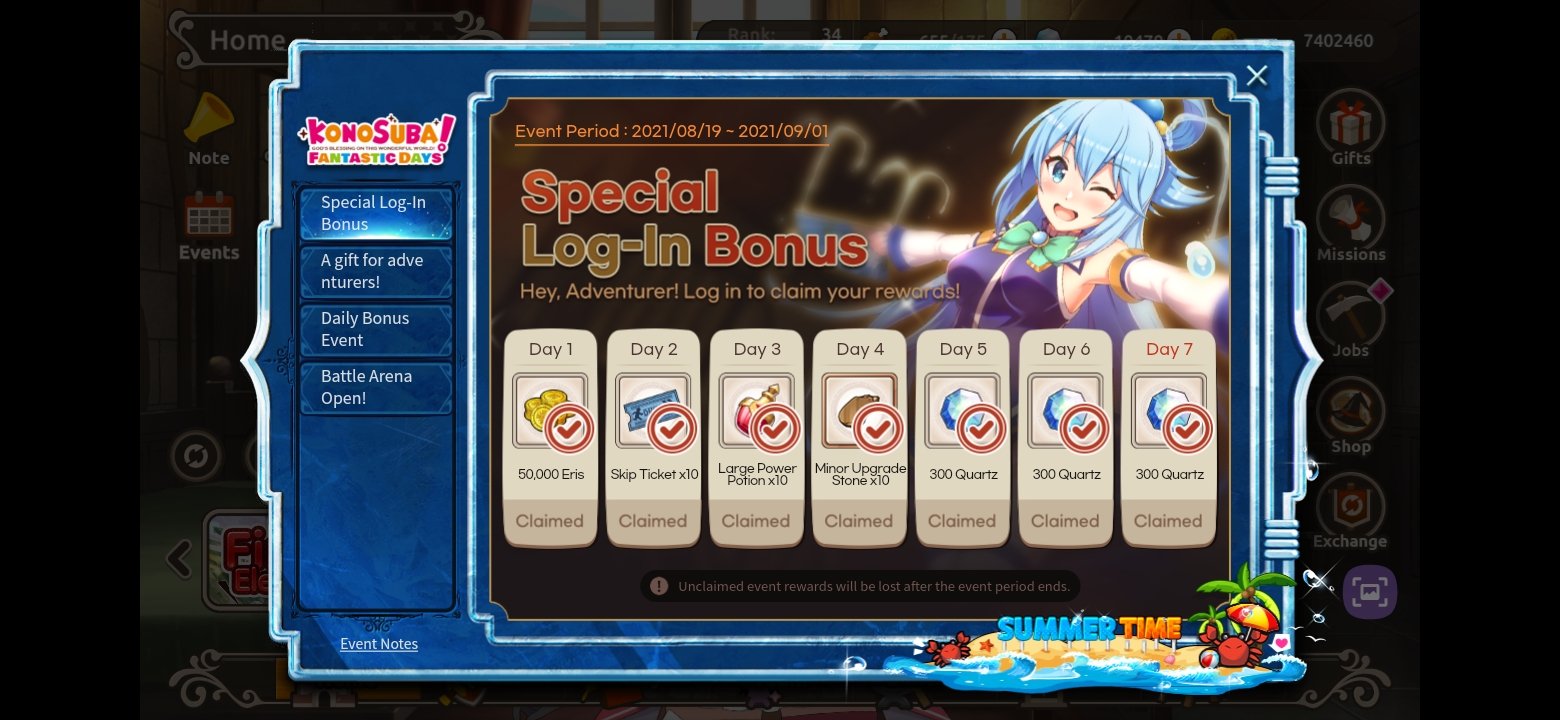 Home
Rank: 34
7402460
Note
Events
KONOSUBA!
GOD'S BLESSING ON THIS WONDERFUL WORLD!
FANTASTIC DAYS
Special Log-In
Bonus
A gift for adve
nturers!
Daily Bonus
Event
Battle Arena
Open!
Event Notes
Event Period : 2021/08/19 ~ 2021/09/01
Special
Log-In Bonus
Hey, Adventurer! Log in to claim your rewards!
Day 1 Day 2 Day 3 Day 4 Day 5 Day 6 Day 7
50,000 Eris Skip Ticket x10 Large Power Potion x10 Minor Upgrade Stone x10 300 Quartz 300 Quartz 300 Quartz
Claimed Claimed Claimed Claimed Claimed Claimed Claimed
Unclaimed event rewards will be lost after the event period ends.
SUMMER TIME
Gifts
Missions
Jobs
Shop
Exchange